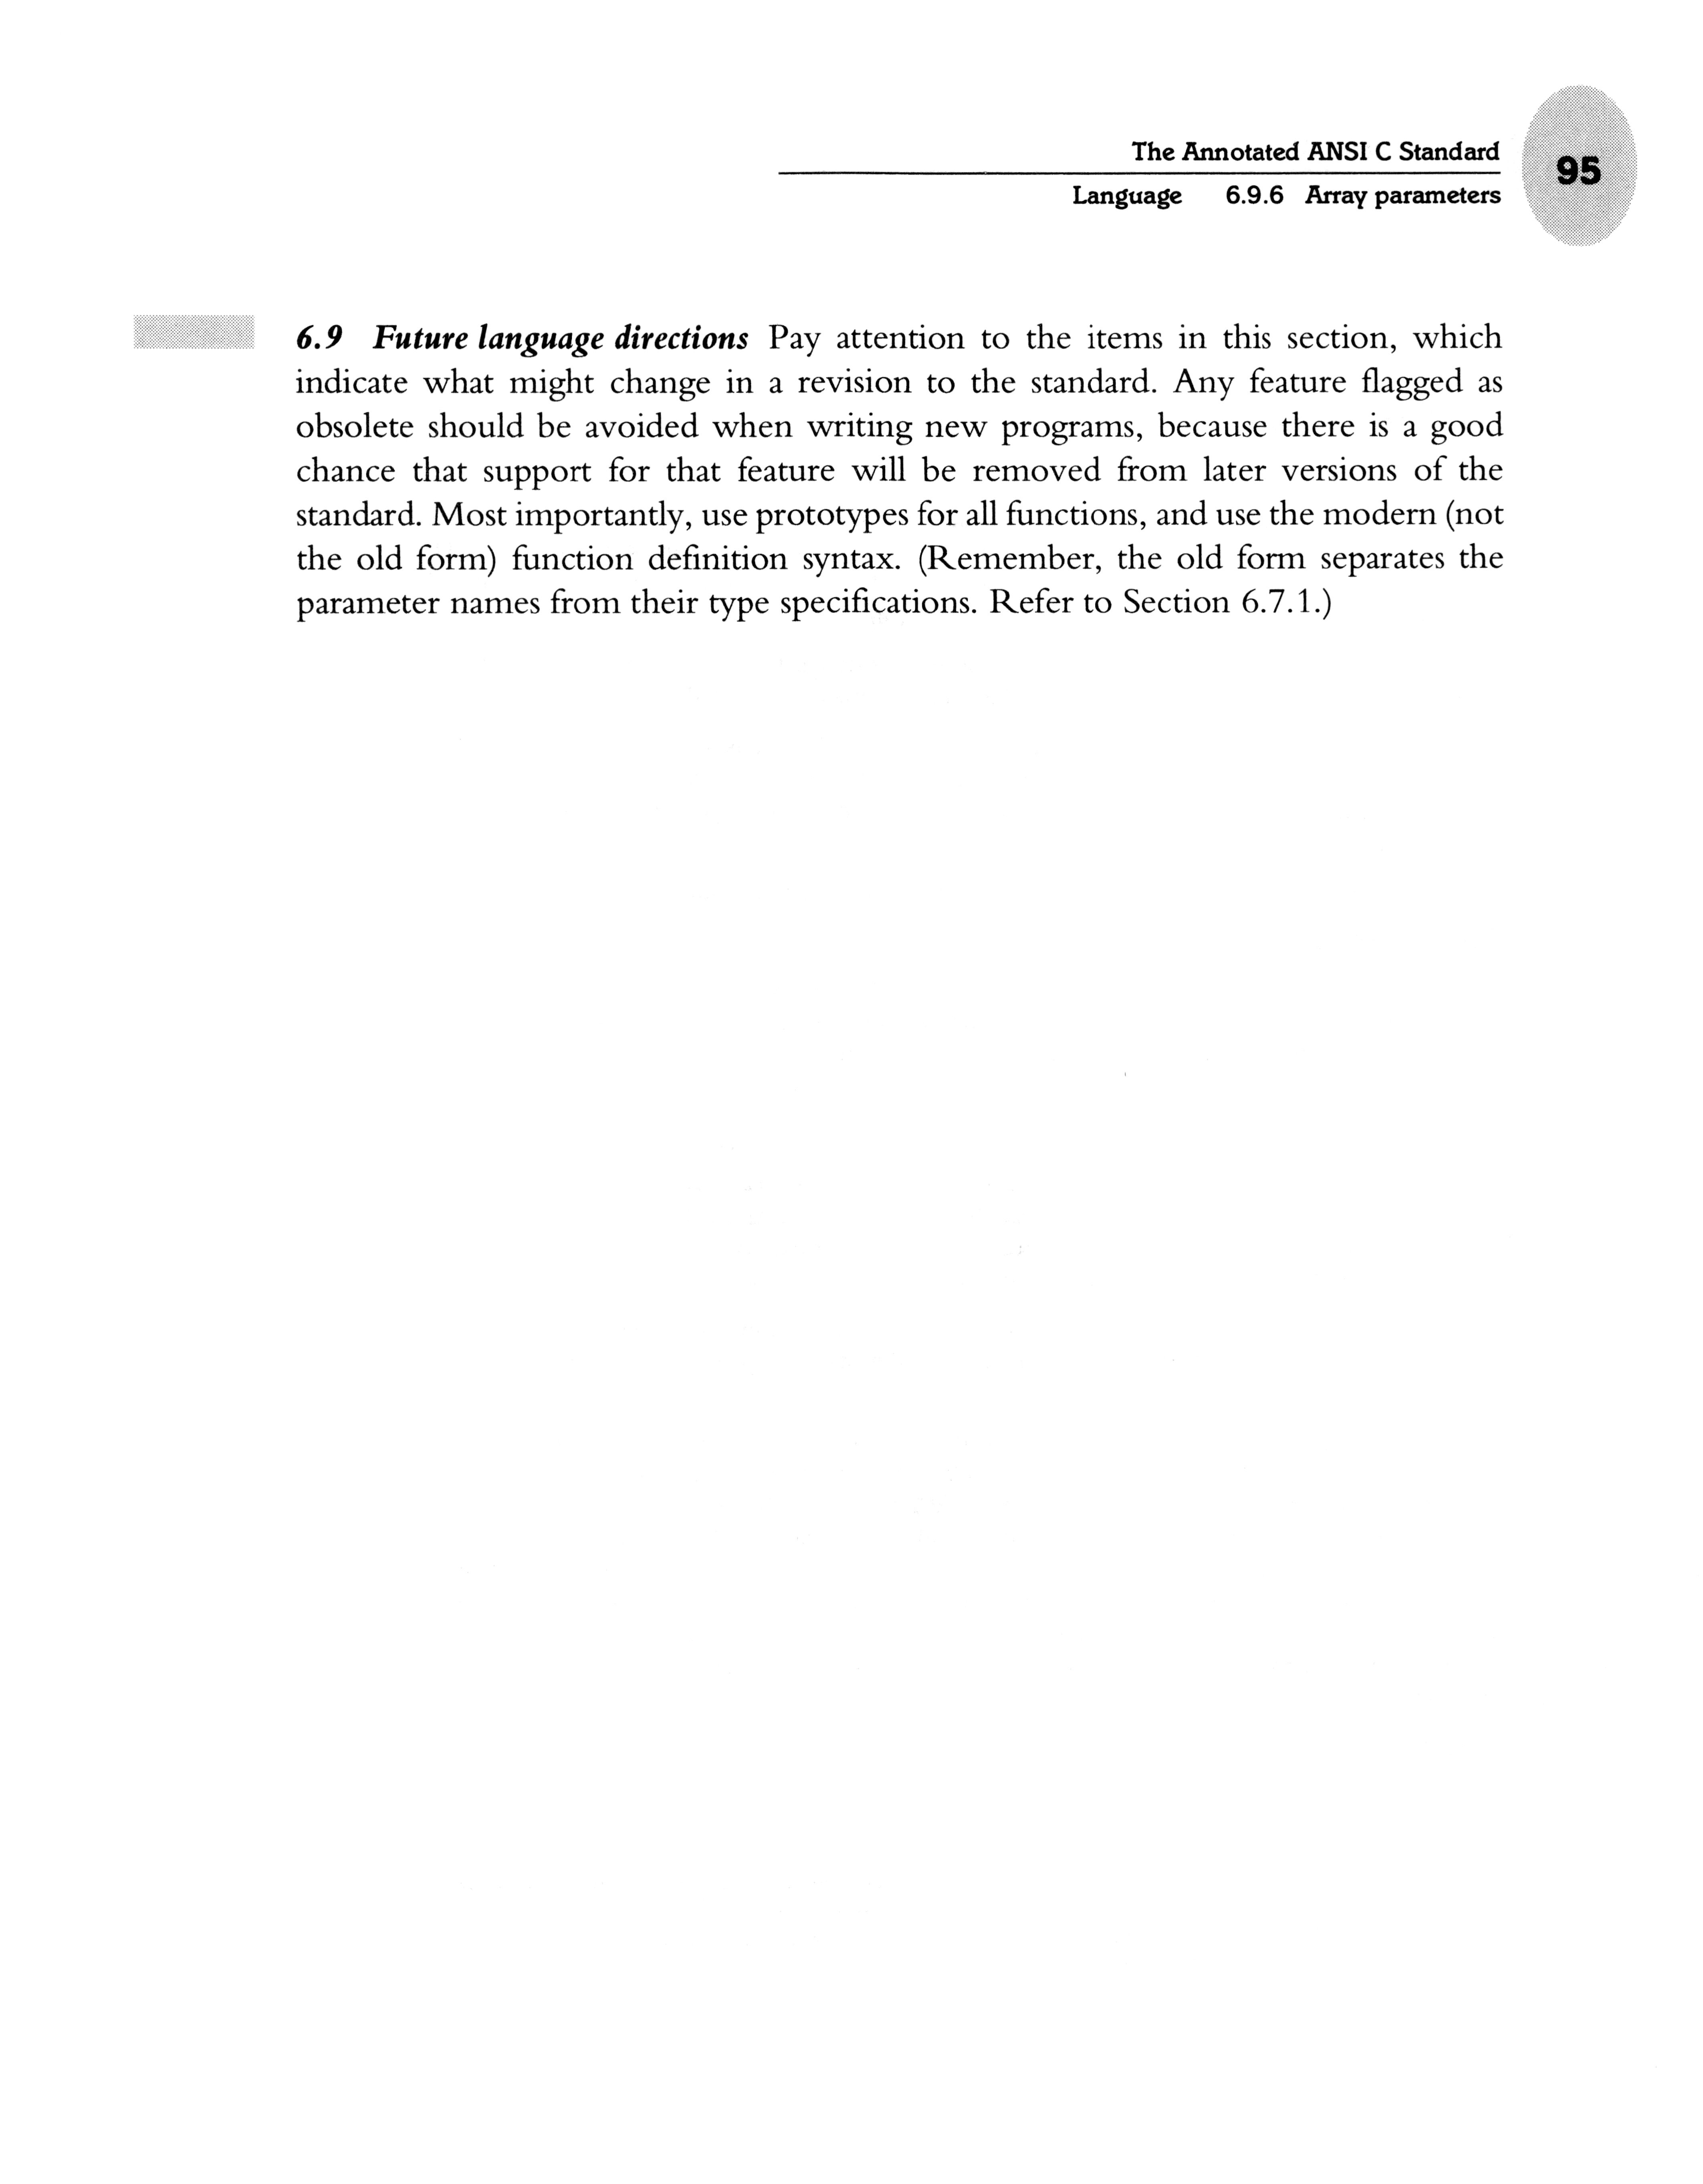 The Annotated ANSI C Standard
95
Language 6.9.6 Array parameters
6.9 Future language directions Pay attention to the items in this section, which
indicate what might change in a revision to the standard. Any feature flagged as
obsolete should be avoided when writing new programs, because there is a good
chance that support for that feature will be removed from later versions of the
standard. Most importantly, use prototypes for all functions, and use the modern (not
the old form) function definition syntax. (Remember, the old form separates the
parameter names from their type specifications. Refer to Section 6.7.1.)